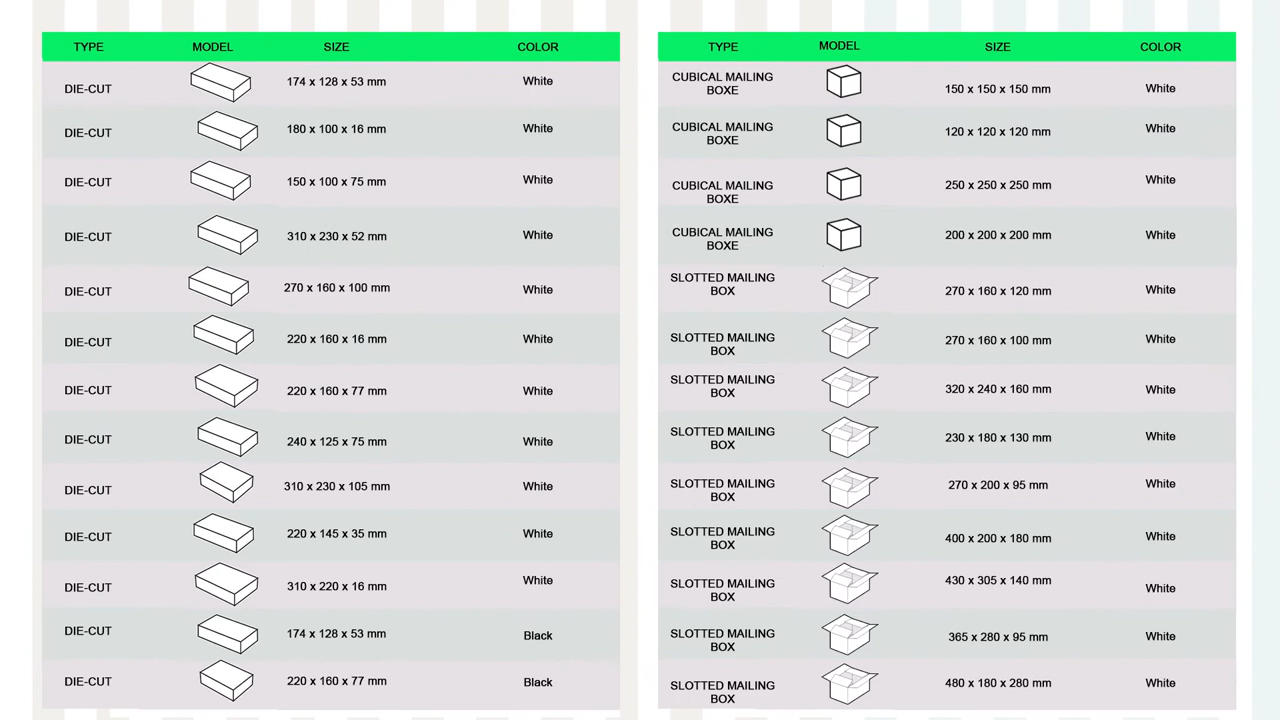 TYPE MODEL SIZE COLOR
DIE-CUT 174 x 128 x 53 mm White
DIE-CUT 180 x 100 x 16 mm White
DIE-CUT 150 x 100 x 75 mm White
DIE-CUT 310 x 230 x 52 mm White
DIE-CUT 270 x 160 x 100 mm White
DIE-CUT 220 x 160 x 16 mm White
DIE-CUT 220 x 160 x 77 mm White
DIE-CUT 240 x 125 x 75 mm White
DIE-CUT 310 x 230 x 105 mm White
DIE-CUT 220 x 145 x 35 mm White
DIE-CUT 310 x 220 x 16 mm White
DIE-CUT 174 x 128 x 53 mm Black
DIE-CUT 220 x 160 x 77 mm Black
TYPE MODEL SIZE COLOR
CUBICAL MAILING
BOXE 150 x 150 x 150 mm White
CUBICAL MAILING
BOXE 120 x 120 x 120 mm White
CUBICAL MAILING
BOXE 250 x 250 x 250 mm White
CUBICAL MAILING
BOXE 200 x 200 x 200 mm White
SLOTTED MAILING
BOX 270 x 160 x 120 mm White
SLOTTED MAILING
BOX 270 x 160 x 100 mm White
SLOTTED MAILING
BOX 320 x 240 x 160 mm White
SLOTTED MAILING
BOX 230 x 180 x 130 mm White
SLOTTED MAILING
BOX 270 x 200 x 95 mm White
SLOTTED MAILING
BOX 400 x 200 x 180 mm White
SLOTTED MAILING
BOX 430 x 305 x 140 mm White
SLOTTED MAILING
BOX 365 x 280 x 95 mm White
SLOTTED MAILING
BOX 480 x 180 x 280 mm White